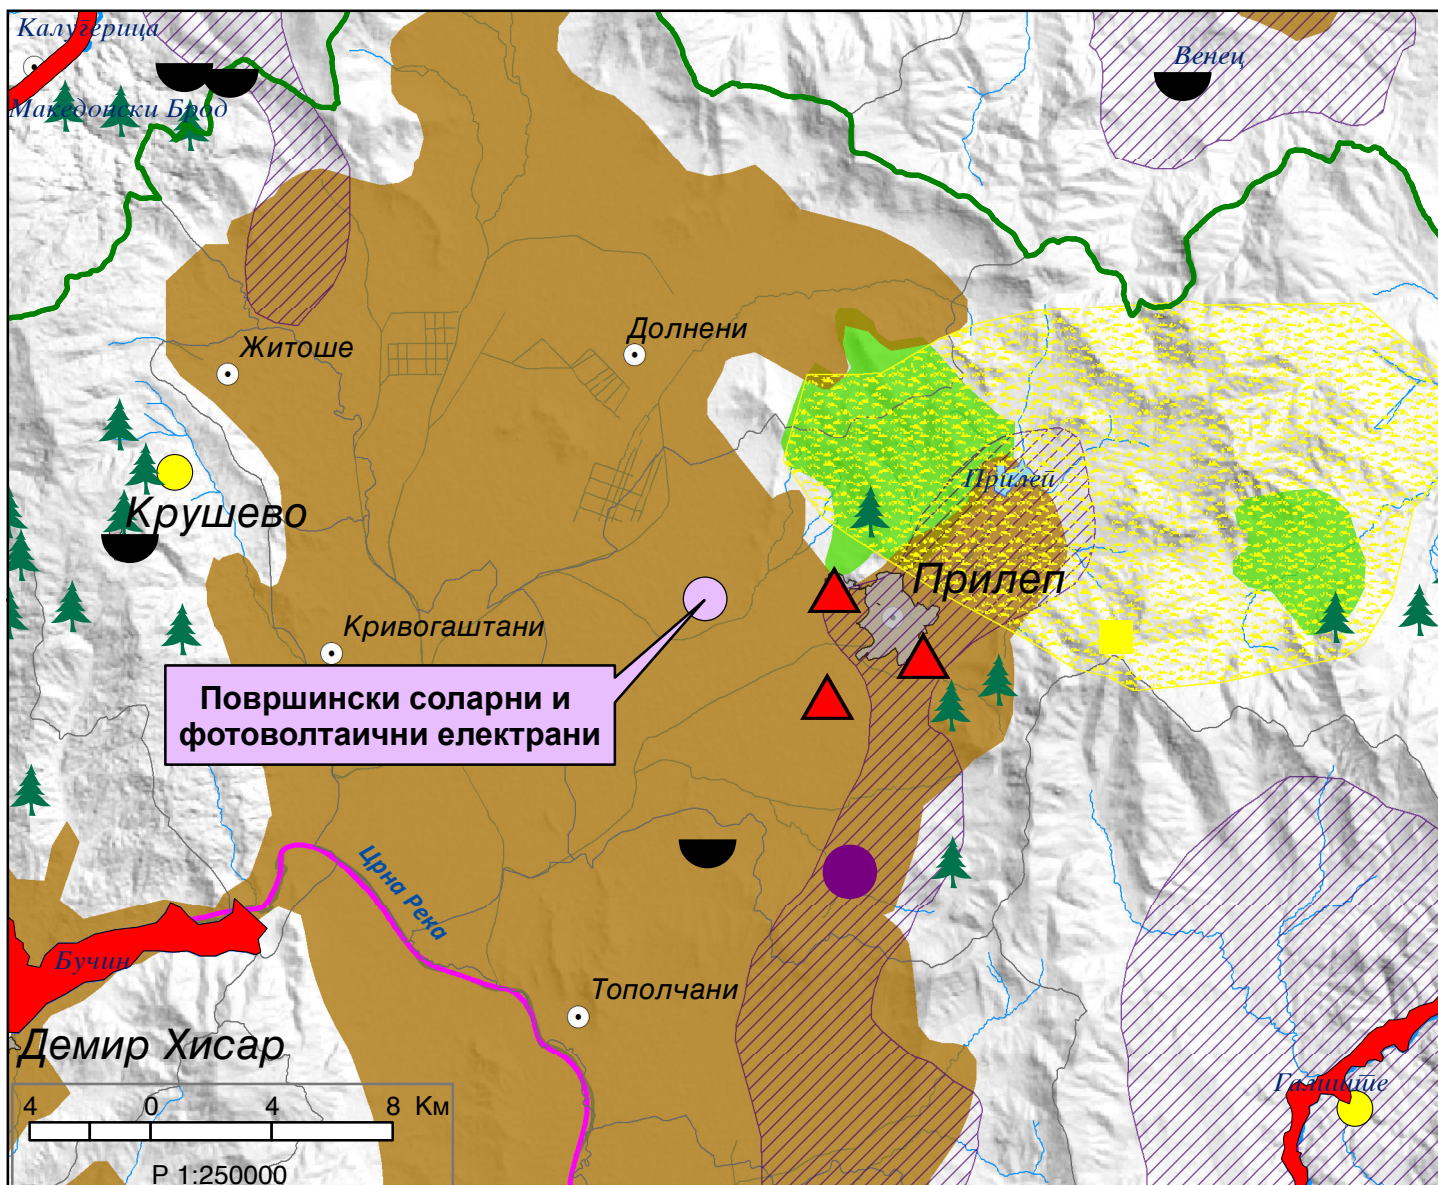 Калуѓерица
Венец
Македонски Брод
Долнени
Житоше
Прилеп
Крушево
Прилеп
Кривогаштани
Површински соларни и
фотоволтаични електрани
Црна Река
Бучин
Тополчани
Демир Хисар
Галиште
4 0 4 8 Км
Р 1:250000